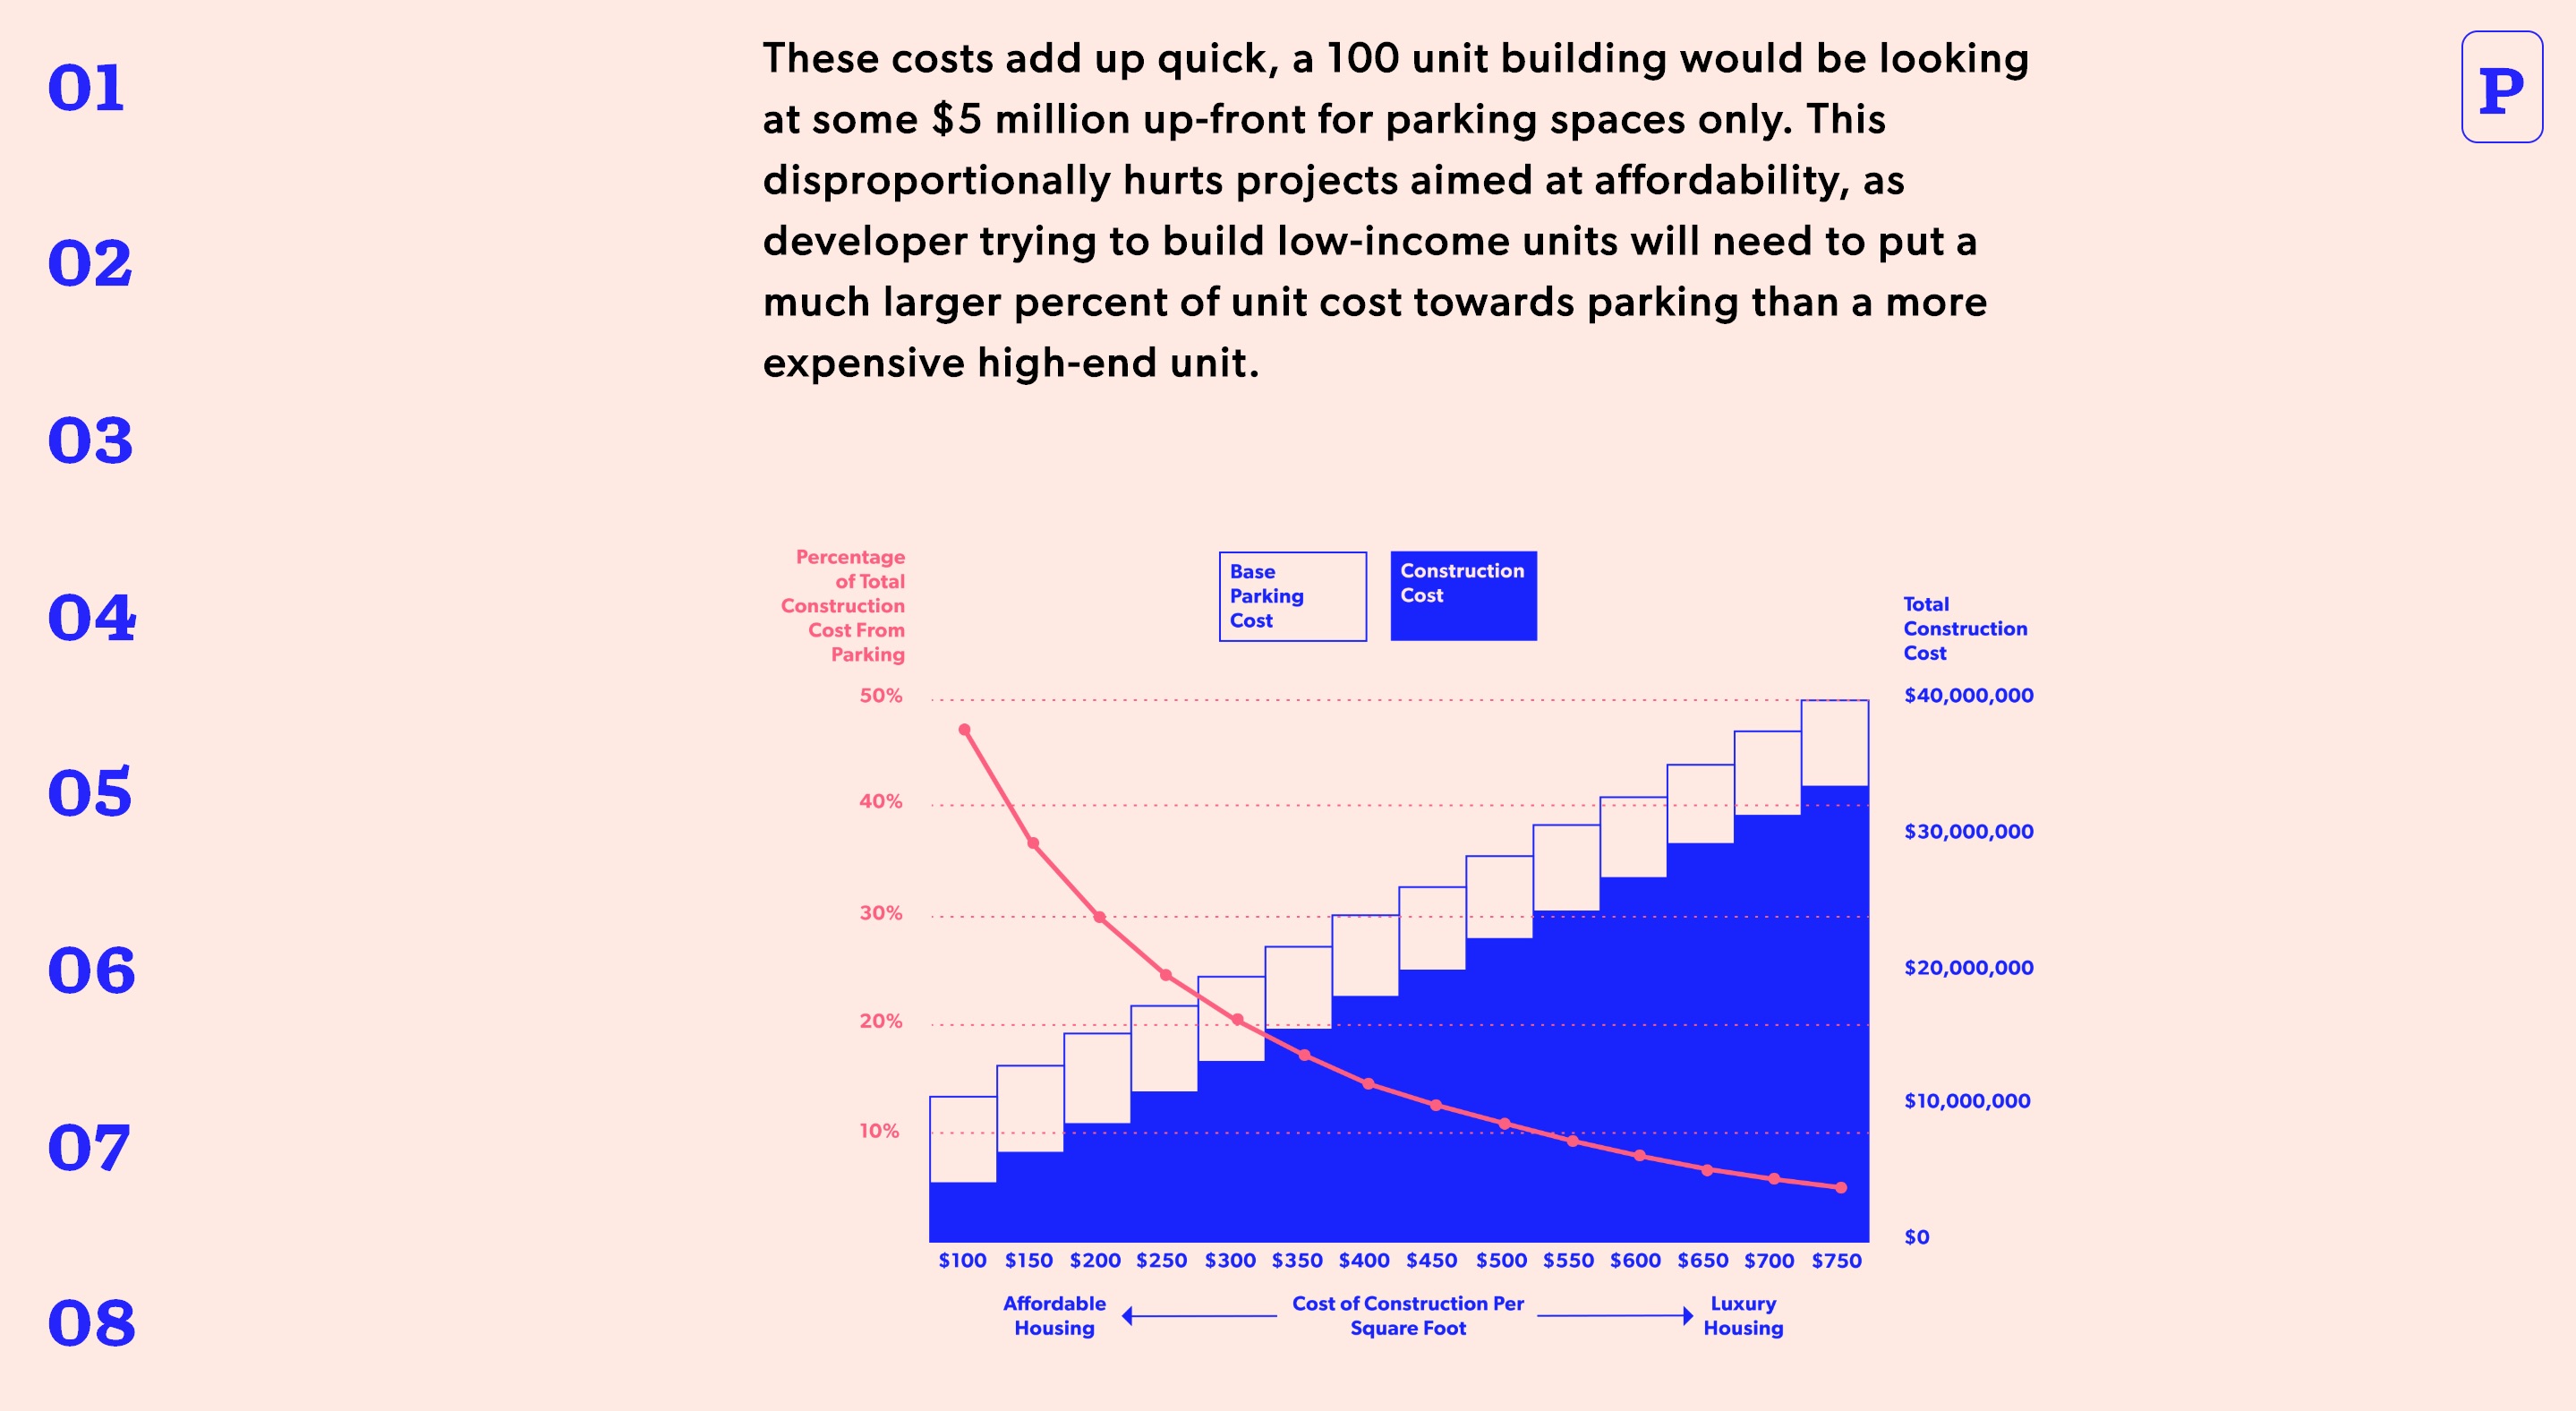 01
02
03
04
05
06
07
08
P
These costs add up quick, a 100 unit building would be looking
at some $5 million up-front for parking spaces only. This
disproportionally hurts projects aimed at affordability, as
developer trying to build low-income units will need to put a
much larger percent of unit cost towards parking than a more
expensive high-end unit.
Percentage
of Total
Construction
Cost From
Parking
Base
Parking
Cost
Construction
Cost
Total
Construction
Cost
50%
40%
30%
20%
10%
$40,000,000
$30,000,000
$20,000,000
$10,000,000
$0
$100 $150 $200 $250 $300 $350 $400 $450 $500 $550 $600 $650 $700 $750
Affordable
Housing
Cost of Construction Per
Square Foot
Luxury
Housing